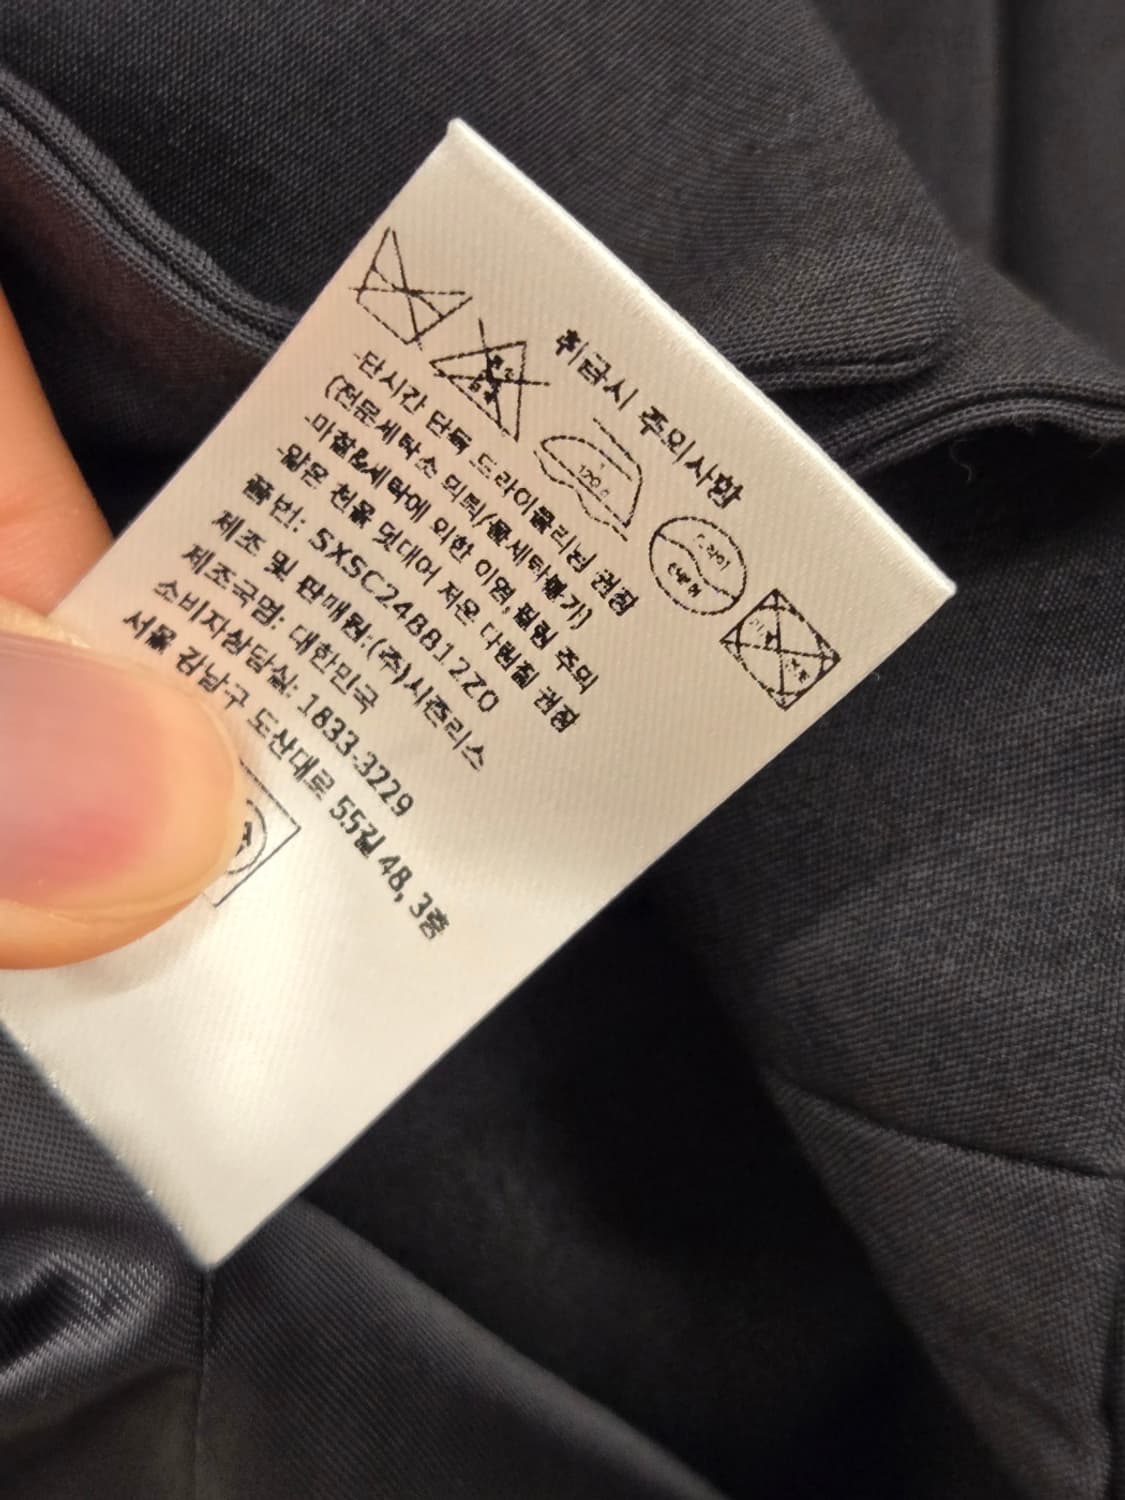 취급시 주의사항
120℃
드라이
-단시간 단독 드라이클리닝 권장
(전문세탁소 의뢰/물세탁불가)
-마찰&세탁에 의한 이염, 필링 주의
-얇은 천을 덧대어 저온 다림질 권장
품번: SXSC248812Z0
제조 및 판매원:(주)시즌리스
제조국명: 대한민국
소비자상담실: 1833-3229
서울 강남구 도산대로 55길 48, 3층